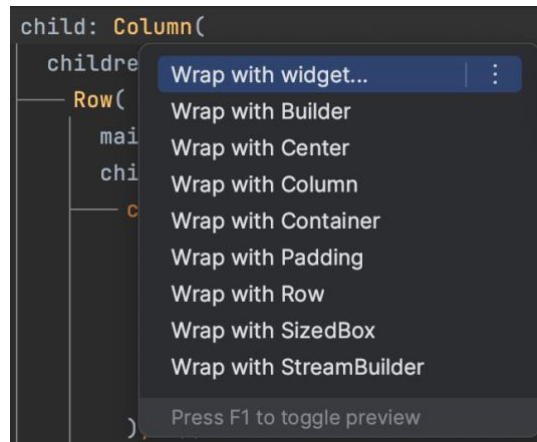 child: Column(
childre
Wrap with widget...
Row(
Wrap with Builder
mai
Wrap with Center
chi
Wrap with Column
c
Wrap with Container
Wrap with Padding
Wrap with Row
Wrap with SizedBox
Wrap with StreamBuilder
Press F1 to toggle preview
)